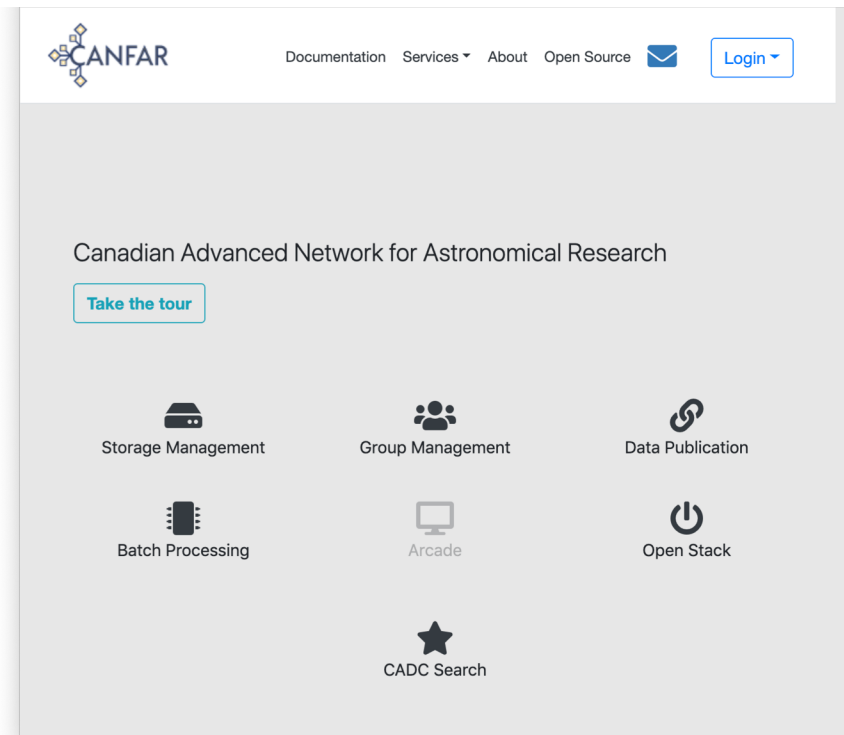 CANFAR
Documentation Services About Open Source Login
Canadian Advanced Network for Astronomical Research
Take the tour
Storage Management Group Management Data Publication
Batch Processing Arcade Open Stack
CADC Search